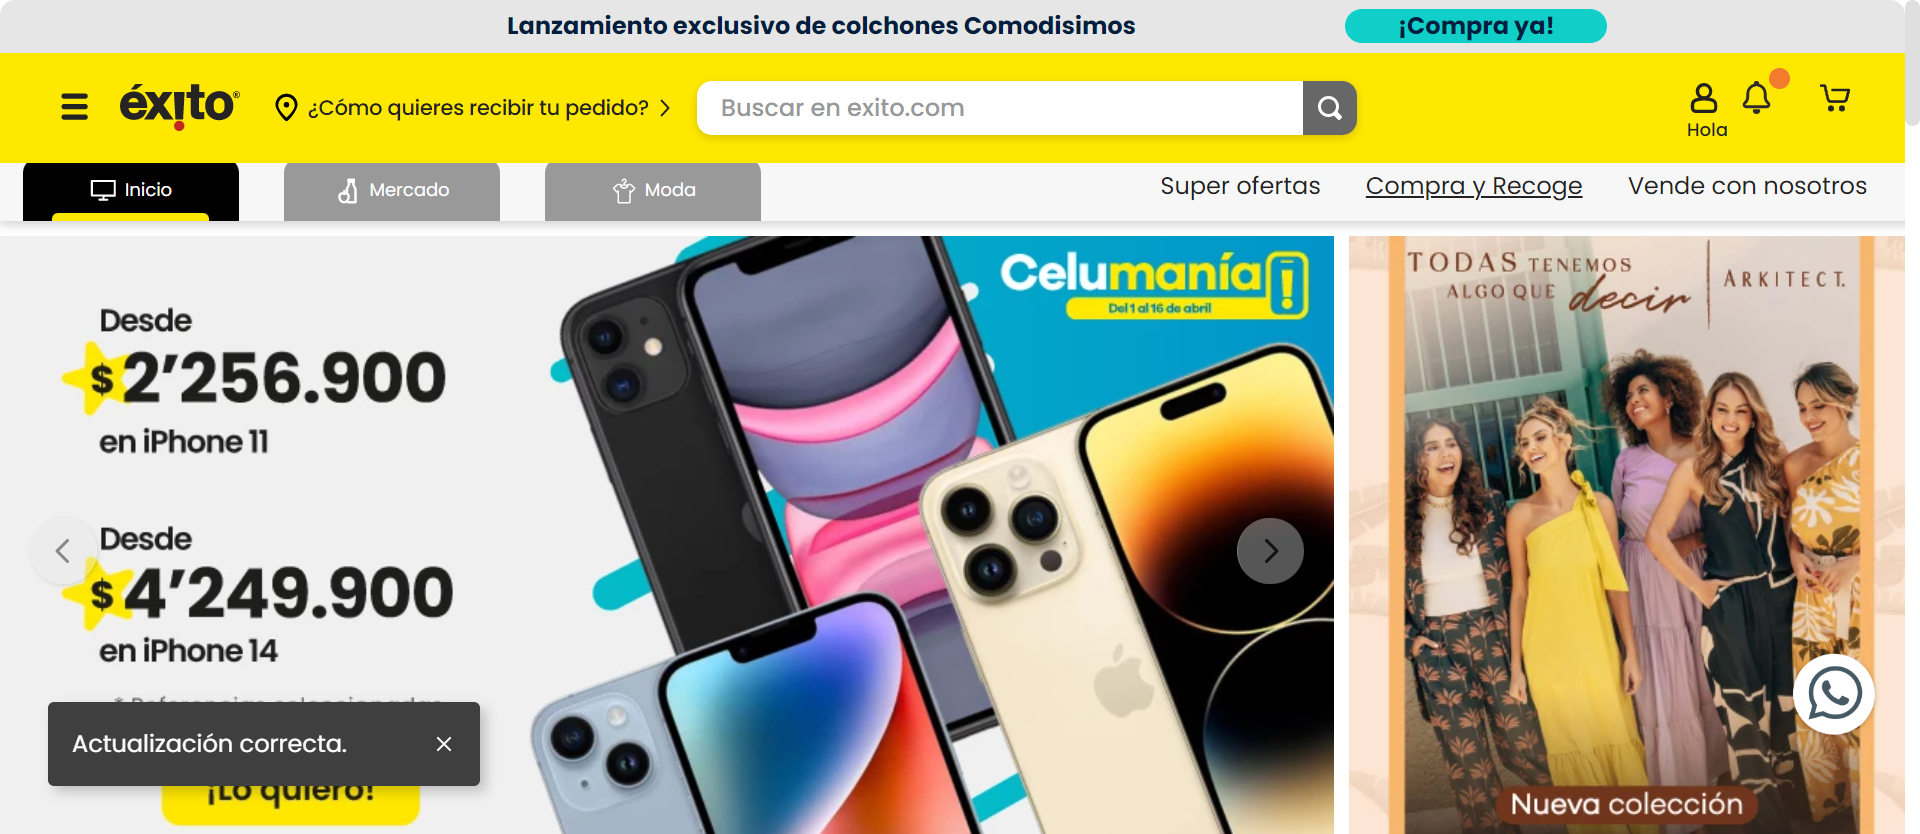 Lanzamiento exclusivo de colchones Comodisimos
¡Compra ya!
éxito®
¿Cómo quieres recibir tu pedido?
Buscar en exito.com
Hola
Inicio
Mercado
Moda
Super ofertas
Compra y Recoge
Vende con nosotros
Desde
$2’256.900
en iPhone 11
Desde
$4’249.900
en iPhone 14
* Referencias seleccionadas
¡Lo quiero!
Celumanía!
Del 1 al 16 de abril
TODAS TENEMOS
ALGO QUE decir
ARKITECT.
Nueva colección
Actualización correcta.